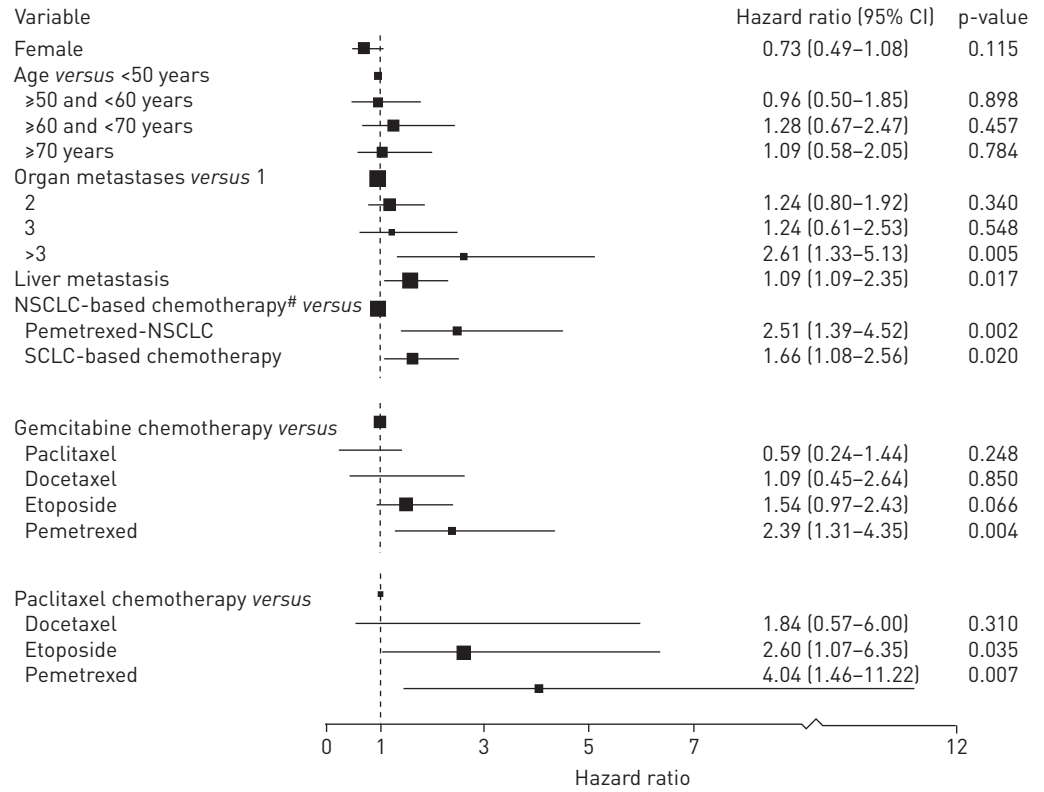 Variable Hazard ratio (95% CI) p-value
Female 0.73 (0.49–1.08) 0.115
Age versus <50 years
≥50 and <60 years 0.96 (0.50–1.85) 0.898
≥60 and <70 years 1.28 (0.67–2.47) 0.457
≥70 years 1.09 (0.58–2.05) 0.784
Organ metastases versus 1
2 1.24 (0.80–1.92) 0.340
3 1.24 (0.61–2.53) 0.548
>3 2.61 (1.33–5.13) 0.005
Liver metastasis 1.09 (1.09–2.35) 0.017
NSCLC-based chemotherapy# versus
Pemetrexed-NSCLC 2.51 (1.39–4.52) 0.002
SCLC-based chemotherapy 1.66 (1.08–2.56) 0.020
Gemcitabine chemotherapy versus
Paclitaxel 0.59 (0.24–1.44) 0.248
Docetaxel 1.09 (0.45–2.64) 0.850
Etoposide 1.54 (0.97–2.43) 0.066
Pemetrexed 2.39 (1.31–4.35) 0.004
Paclitaxel chemotherapy versus
Docetaxel 1.84 (0.57–6.00) 0.310
Etoposide 2.60 (1.07–6.35) 0.035
Pemetrexed 4.04 (1.46–11.22) 0.007
0 1 3 5 7 12
Hazard ratio